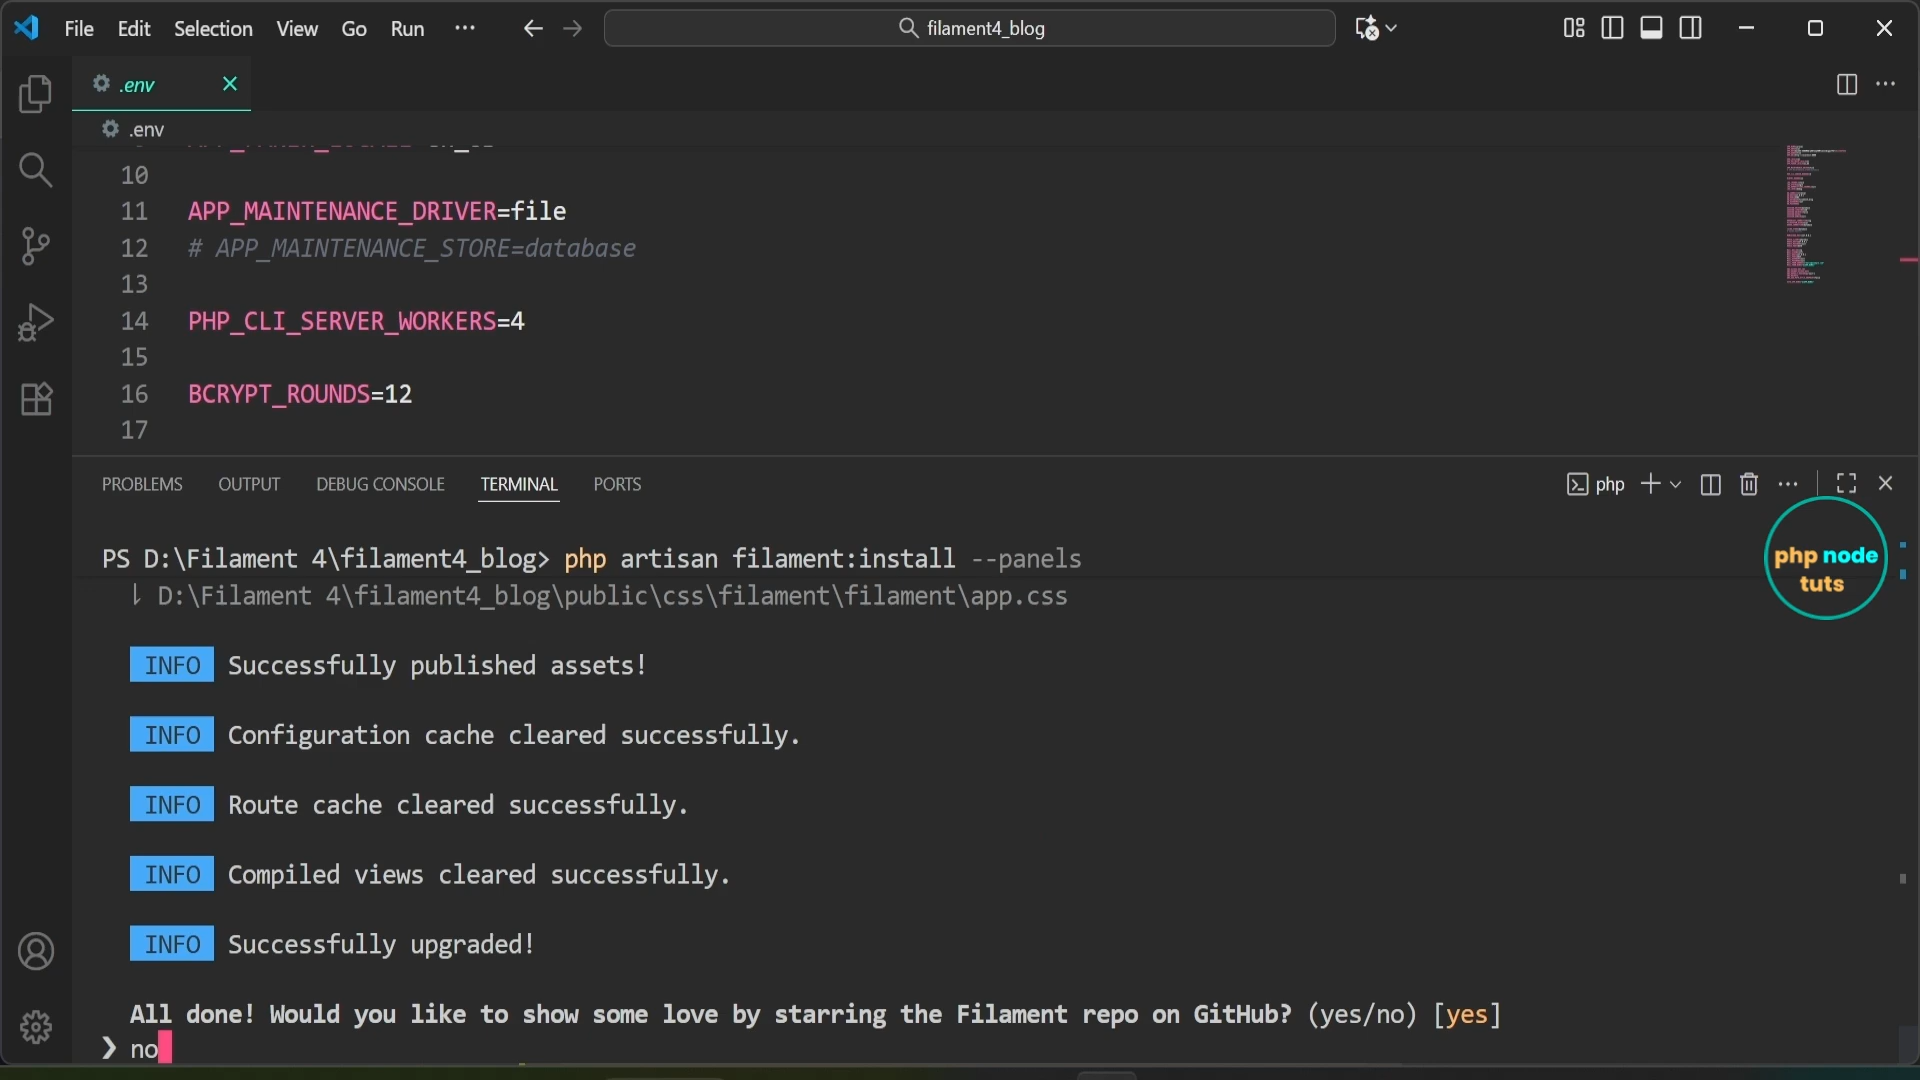 File Edit Selection View Go Run ··· filament4_blog
.env
.env
10
11 APP_MAINTENANCE_DRIVER=file
12 # APP_MAINTENANCE_STORE=database
13
14 PHP_CLI_SERVER_WORKERS=4
15
16 BCRYPT_ROUNDS=12
17
PROBLEMS OUTPUT DEBUG CONSOLE TERMINAL PORTS php
PS D:\Filament 4\filament4_blog> php artisan filament:install --panels
⇂ D:\Filament 4\filament4_blog\public\css\filament\filament\app.css
php node
tuts
INFO Successfully published assets!
INFO Configuration cache cleared successfully.
INFO Route cache cleared successfully.
INFO Compiled views cleared successfully.
INFO Successfully upgraded!
All done! Would you like to show some love by starring the Filament repo on GitHub? (yes/no) [yes]
❯ no